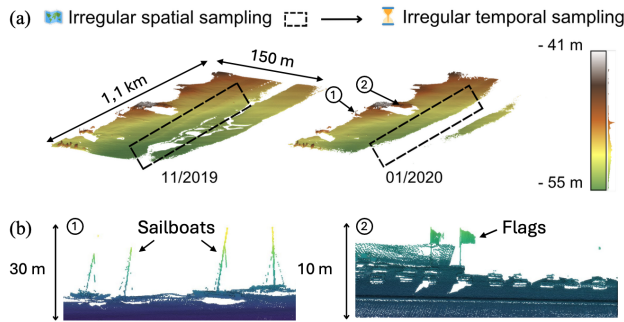 (a) Irregular spatial sampling Irregular temporal sampling
1,1 km
150 m
① ②
- 41 m
- 55 m
11/2019
01/2020
(b) ① Sailboats
30 m
② Flags
10 m